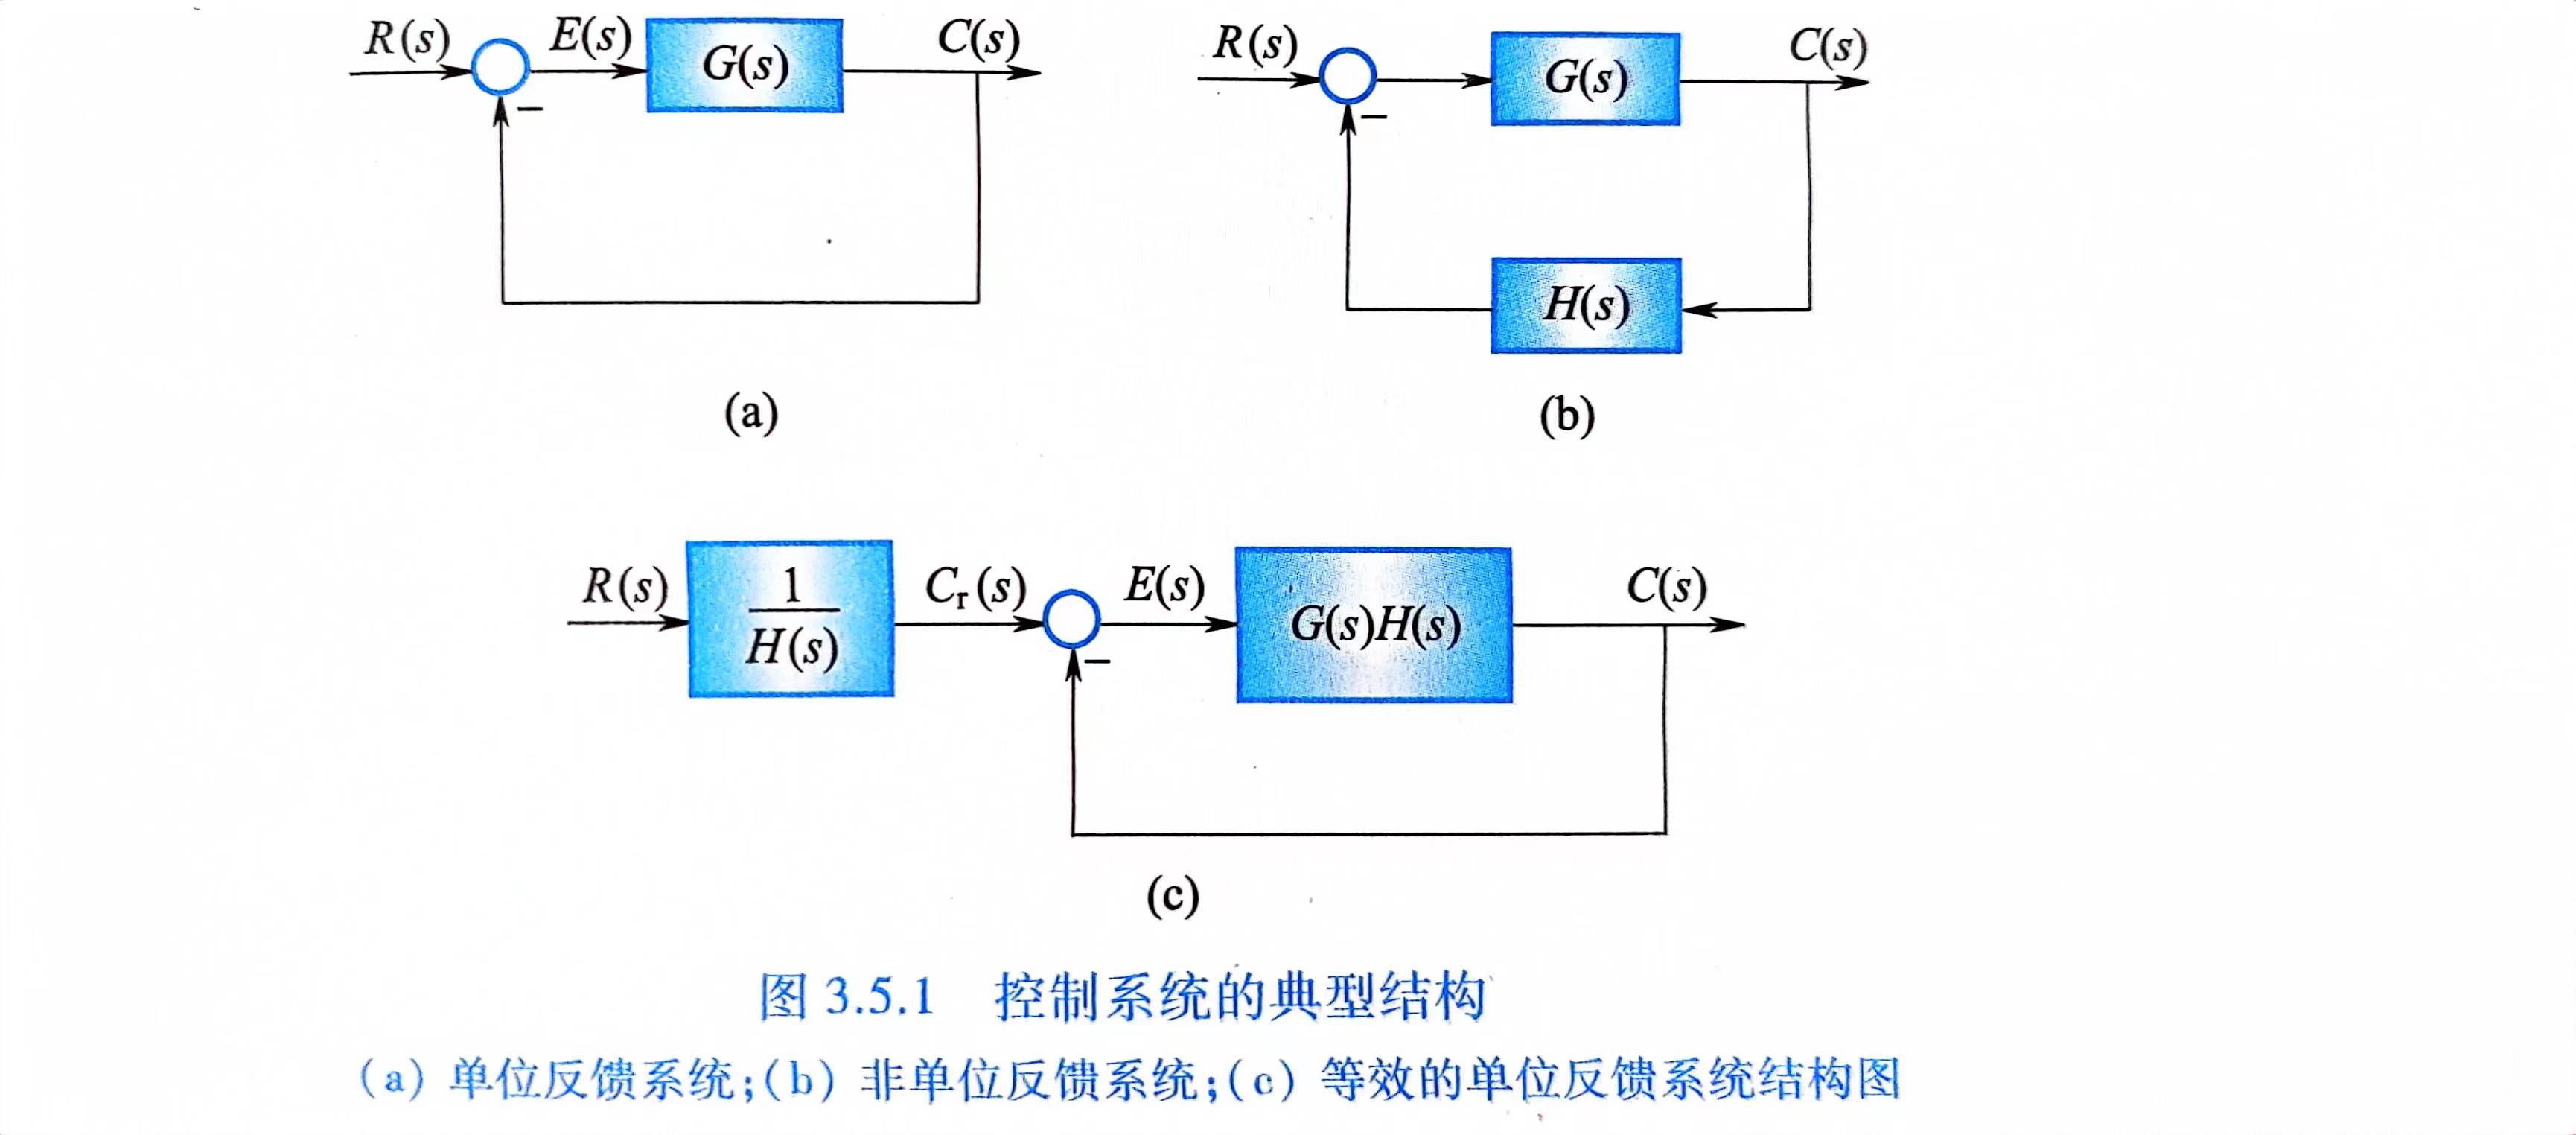 R(s) E(s) G(s) C(s)
−
(a)
R(s) G(s) C(s)
−
H(s)
(b)
R(s) 1/H(s) Cr(s) E(s) G(s)H(s) C(s)
−
(c)
图 3.5.1 控制系统的典型结构
(a) 单位反馈系统;(b) 非单位反馈系统;(c) 等效的单位反馈系统结构图